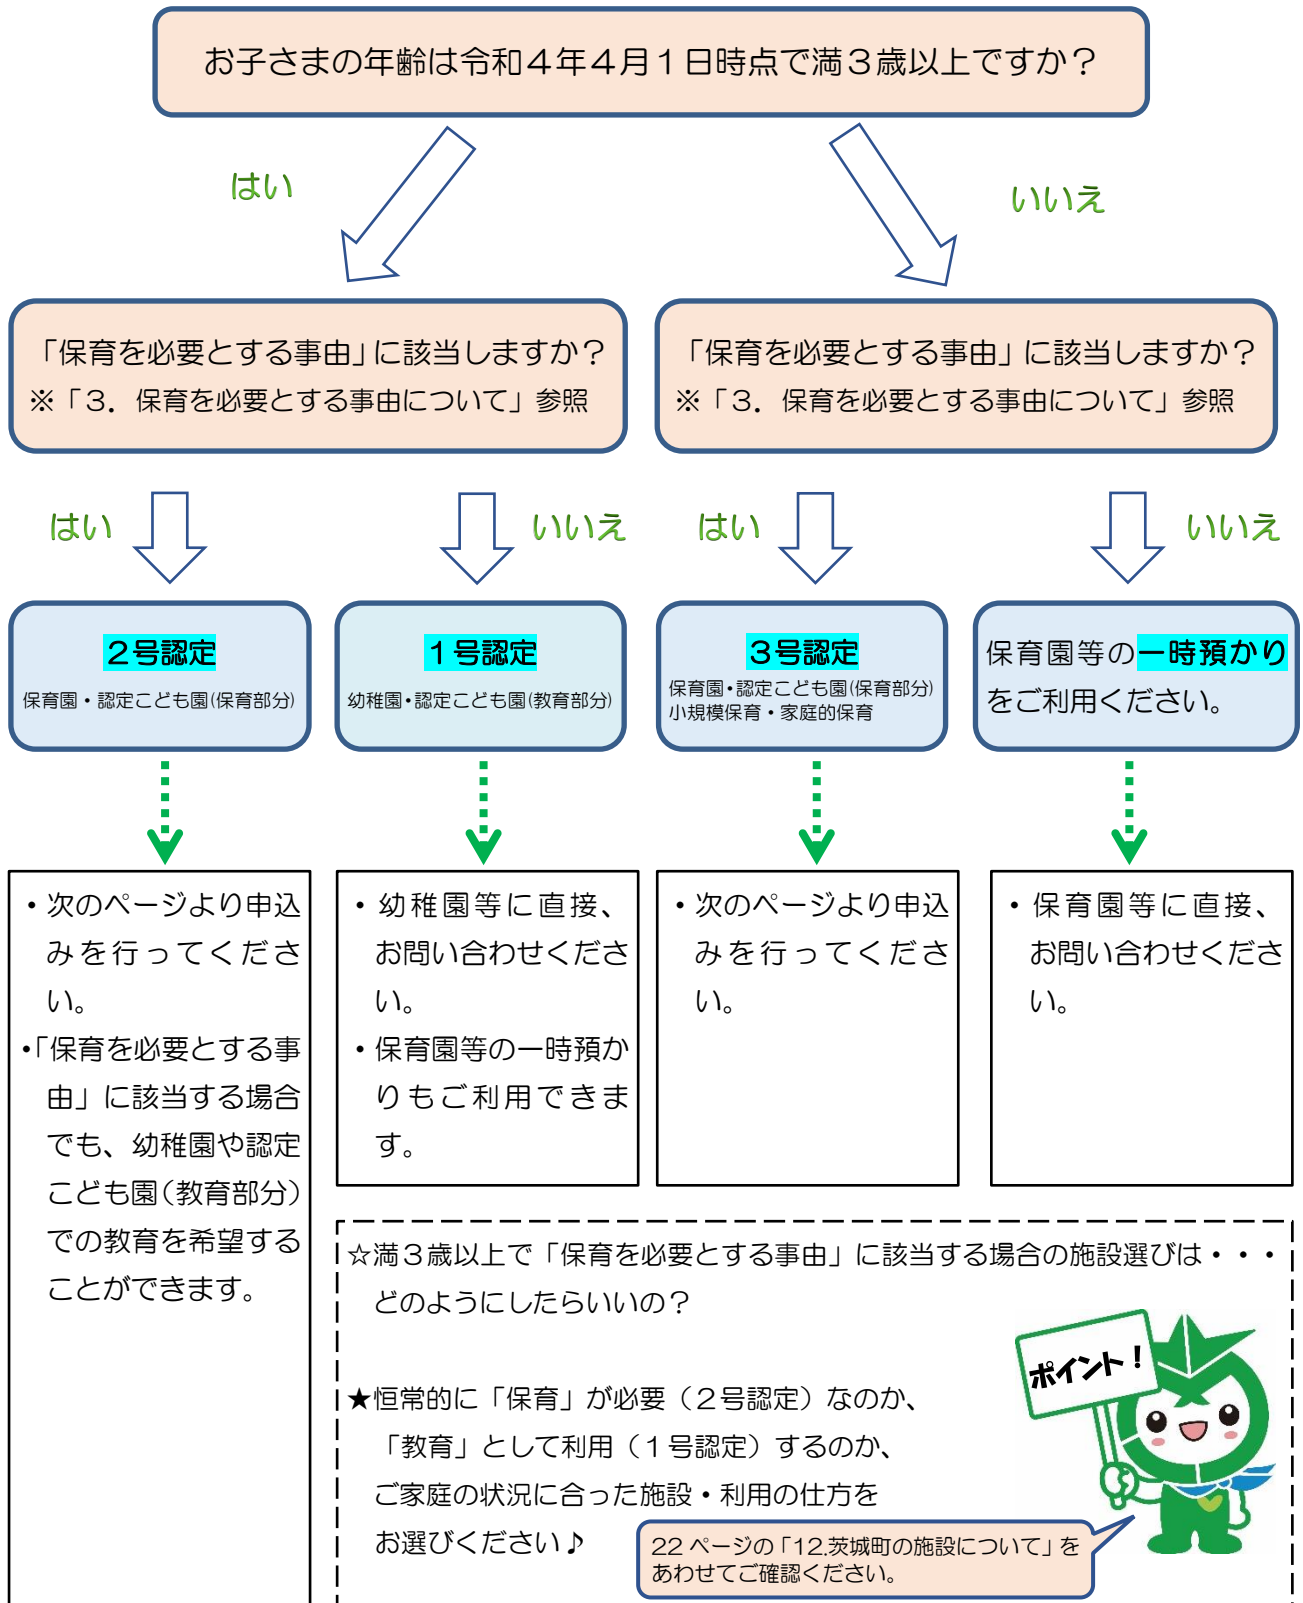 お子さまの年齢は令和４年４月１日時点で満３歳以上ですか？
はい
いいえ
「保育を必要とする事由」に該当しますか？
※「３．保育を必要とする事由について」参照
「保育を必要とする事由」に該当しますか？
※「３．保育を必要とする事由について」参照
はい
いいえ
はい
いいえ
２号認定
保育園・認定こども園(保育部分)
１号認定
幼稚園・認定こども園(教育部分)
３号認定
保育園・認定こども園(保育部分)
小規模保育・家庭的保育
保育園等の一時預かり
をご利用ください。
・次のページより申込
みを行ってくださ
い。
・「保育を必要とする事
由」に該当する場合
でも、幼稚園や認定
こども園（教育部分）
での教育を希望する
ことができます。
・幼稚園等に直接、
お問い合わせくださ
い。
・保育園等の一時預か
りもご利用できま
す。
・次のページより申込
みを行ってくださ
い。
・保育園等に直接、
お問い合わせくださ
い。
☆満３歳以上で「保育を必要とする事由」に該当する場合の施設選びは・・・
どのようにしたらいいの？
★恒常的に「保育」が必要（２号認定）なのか、
「教育」として利用（１号認定）するのか、
ご家庭の状況に合った施設・利用の仕方を
お選びください♪
ポイント！
22 ページの「12.茨城町の施設について」を
あわせてご確認ください。